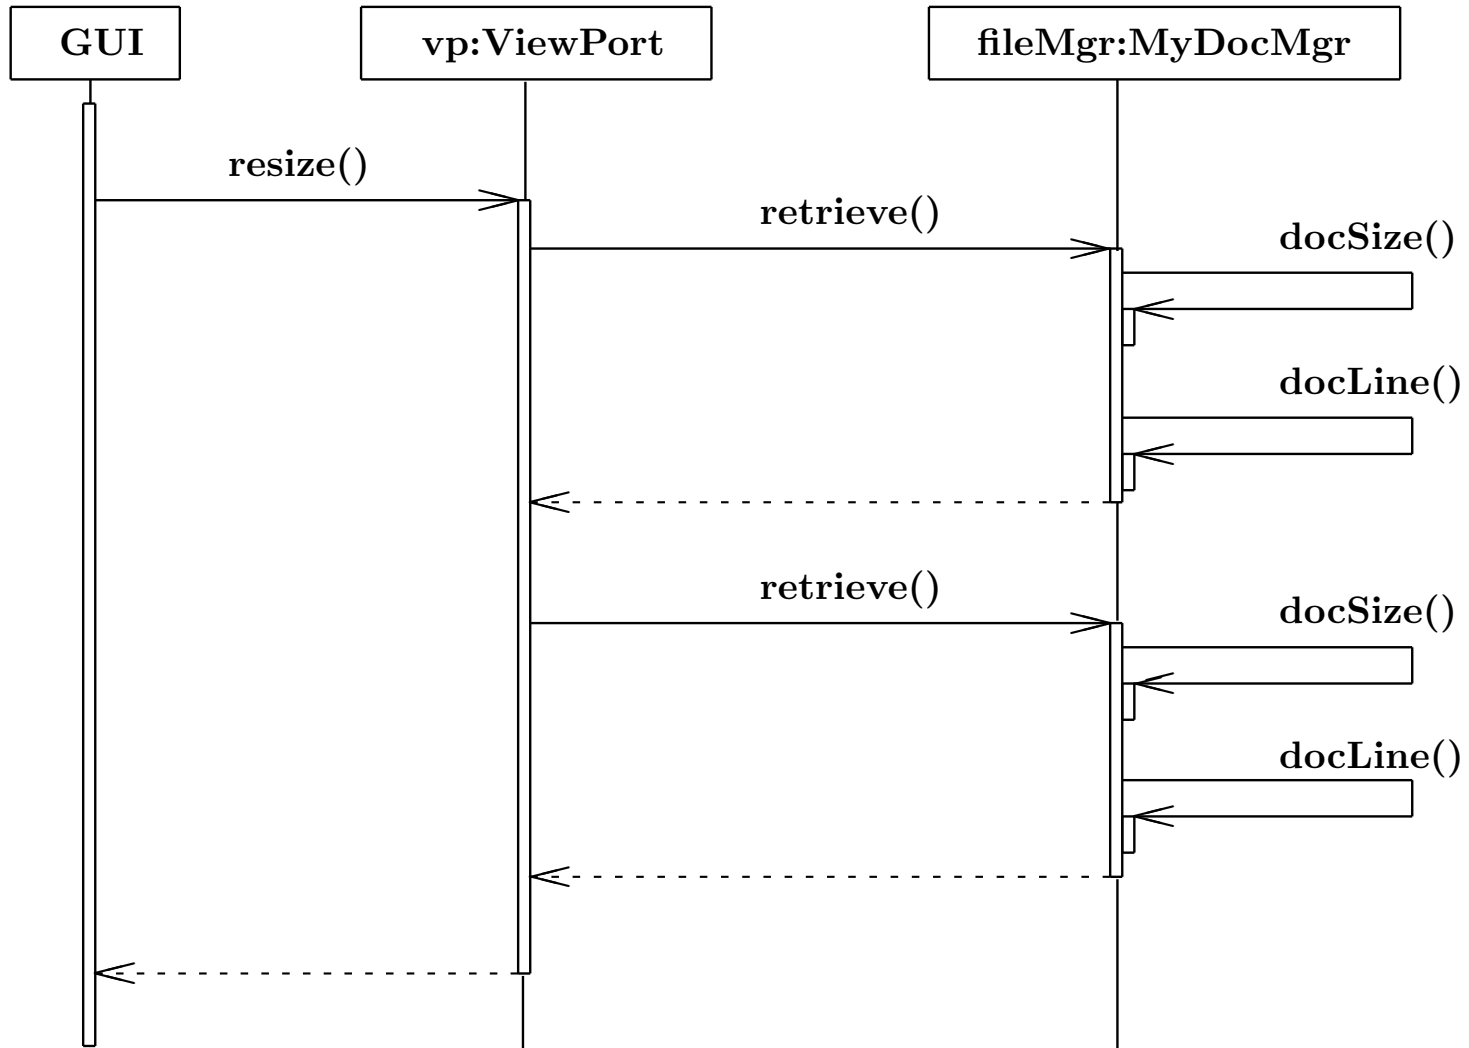 GUI
vp:ViewPort
fileMgr:MyDocMgr
resize()
retrieve()
docSize()
docLine()
retrieve()
docSize()
docLine()